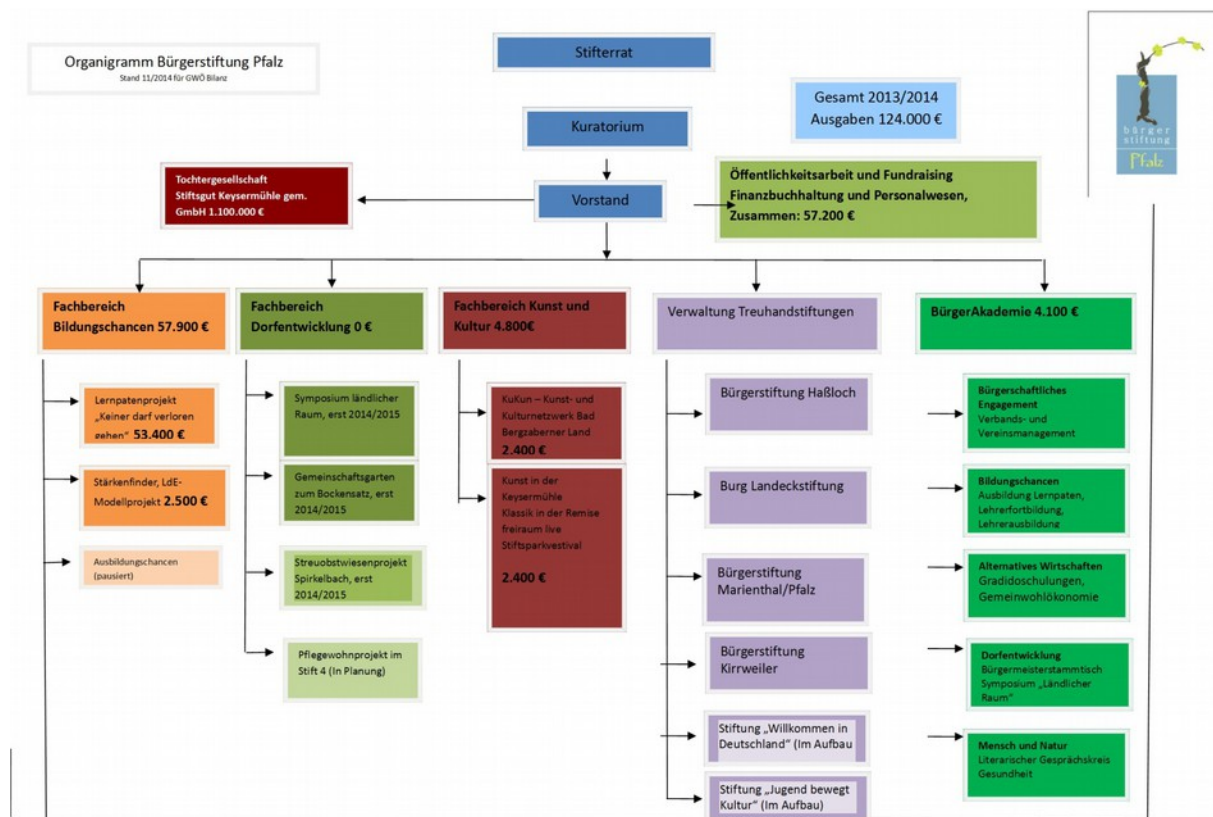 Organigramm Bürgerstiftung Pfalz
Stand 11/2014 für GWÖ Bilanz
Stifterrat
Gesamt 2013/2014
Ausgaben 124.000 €
bürger
stiftung
Pfalz
Kuratorium
Tochtergesellschaft
Stiftsgut Keysermühle gem.
GmbH 1.100.000 €
Vorstand
Öffentlichkeitsarbeit und Fundraising
Finanzbuchhaltung und Personalwesen,
Zusammen: 57.200 €
Fachbereich
Bildungschancen 57.900 €
Fachbereich
Dorfentwicklung 0 €
Fachbereich Kunst und
Kultur 4.800€
Verwaltung Treuhandstiftungen
BürgerAkademie 4.100 €
Lernpatenprojekt
„Keiner darf verloren
gehen“ 53.400 €
Stärkenfinder, LdE-
Modellprojekt 2.500 €
Ausbildungschancen
(pausiert)
Symposium ländlicher
Raum, erst 2014/2015
Gemeinschaftsgarten
zum Bockensatz, erst
2014/2015
Streuobstwiesenprojekt
Spirkelbach, erst
2014/2015
Pflegewohnprojekt im
Stift 4 (In Planung)
KuKun – Kunst- und
Kulturnetzwerk Bad
Bergzaberner Land
2.400 €
Kunst in der
Keysermühle
Klassik in der Remise
freiraum live
Stiftsparkvestival
2.400 €
Bürgerstiftung Haßloch
Burg Landeckstiftung
Bürgerstiftung
Marienthal/Pfalz
Bürgerstiftung
Kirrweiler
Stiftung „Willkommen in
Deutschland“ (Im Aufbau
Stiftung „Jugend bewegt
Kultur“ (Im Aufbau)
Bürgerschaftliches
Engagement
Verbands- und
Vereinsmanagement
Bildungschancen
Ausbildung Lernpaten,
Lehrerfortbildung,
Lehrerausbildung
Alternatives Wirtschaften
Gradidoschulungen,
Gemeinwohlökonomie
Dorfentwicklung
Bürgermeisterstammtisch
Symposium „Ländlicher
Raum“
Mensch und Natur
Literarischer Gesprächskreis
Gesundheit